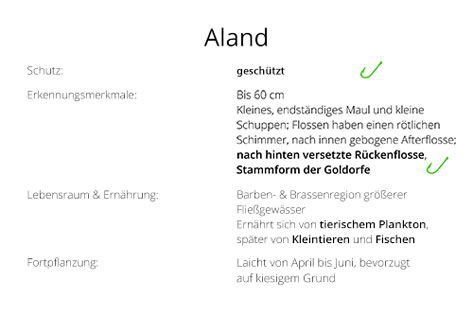 Aland
Schutz: geschützt
Erkennungsmerkmale: Bis 60 cm
Kleines, endständiges Maul und kleine
Schuppen; Flossen haben einen rötlichen
Schimmer, nach innen gebogene Afterflosse;
nach hinten versetzte Rückenflosse,
Stammform der Goldorfe
Lebensraum & Ernährung: Barben- & Brassenregion größerer
Fließgewässer
Ernährt sich von tierischem Plankton,
später von Kleintieren und Fischen
Fortpflanzung: Laicht von April bis Juni, bevorzugt
auf kiesigem Grund